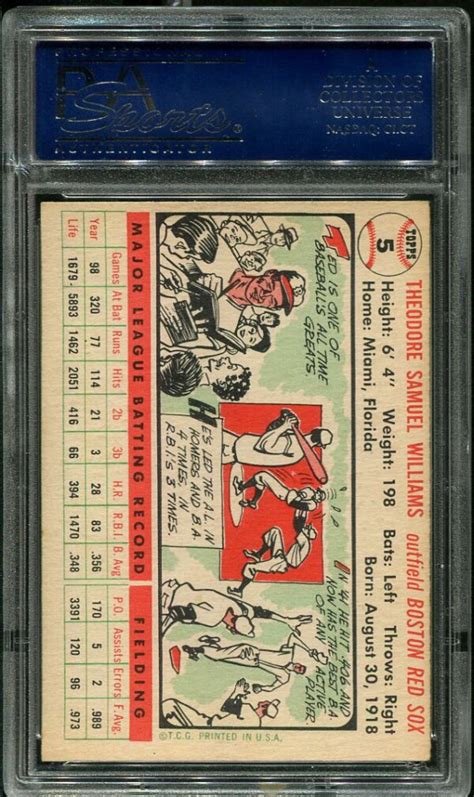 PSA
Sports
A
DIVISION OF
COLLECTORS
UNIVERSE
NASDAQ: CLCT
TOPPS
5
THEODORE SAMUEL WILLIAMS outfield BOSTON RED SOX
Height: 6' 4" Weight: 198 Bats: Left Throws: Right
Home: Miami, Florida Born: August 30, 1918
TED IS ONE OF
BASEBALL'S ALL TIME
GREATS.
HE'S LED THE A.L. IN
HOMERS AND B.A.
4 TIMES, IN
R.B.I.'S 3 TIMES.
IN '41, HE HIT .406 AND
NOW HAS THE BEST B.A.
OF ANY ACTIVE
PLAYER
MAJOR LEAGUE BATTING RECORD FIELDING
Games At Bat Runs Hits 2b 3b H.R. R.B.I. B.Avg P.O. Assists Errors F.Avg.
Year 98 320 77 114 21 3 28 83 .356 170 5 2 .989
Life 1679- 5893 1462 2051 416 66 394 1470 .348 3391 120 96 .973
©T.C.G. PRINTED IN U.S.A.